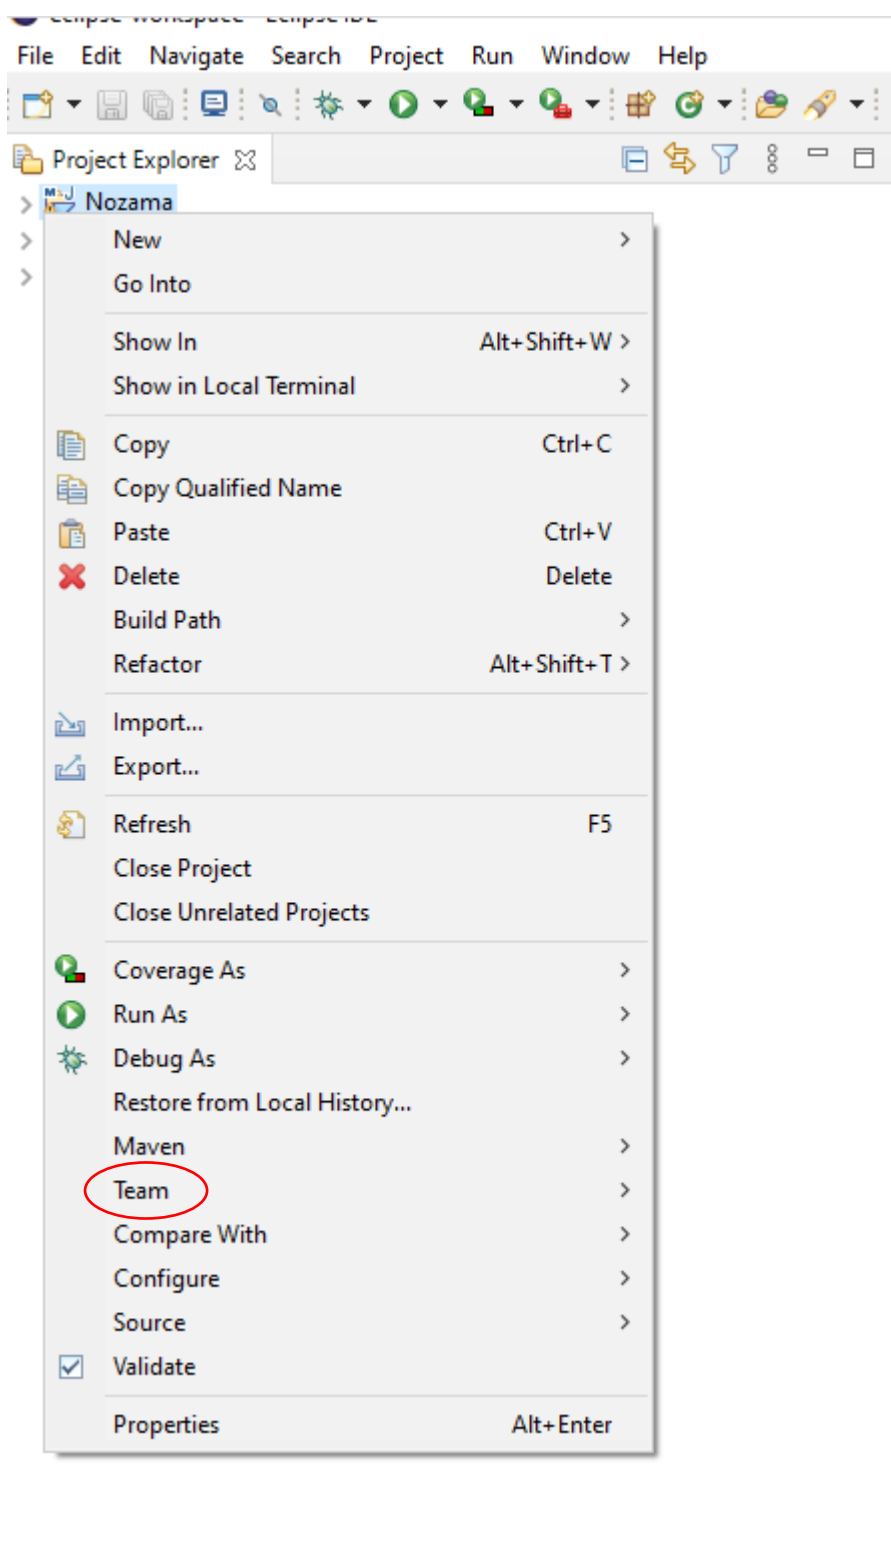 File Edit Navigate Search Project Run Window Help
Project Explorer
Nozama
New
Go Into
Show In Alt+Shift+W
Show in Local Terminal
Copy Ctrl+C
Copy Qualified Name
Paste Ctrl+V
Delete Delete
Build Path
Refactor Alt+Shift+T
Import...
Export...
Refresh F5
Close Project
Close Unrelated Projects
Coverage As
Run As
Debug As
Restore from Local History...
Maven
Team
Compare With
Configure
Source
Validate
Properties Alt+Enter